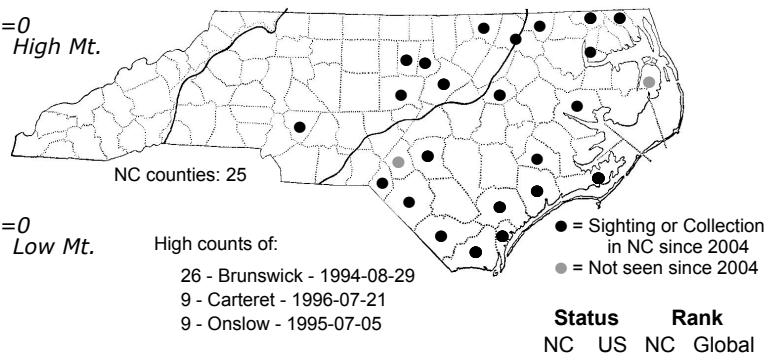 =0
High Mt.
NC counties: 25
=0
Low Mt.
High counts of:
26 - Brunswick - 1994-08-29
9 - Carteret - 1996-07-21
9 - Onslow - 1995-07-05
● = Sighting or Collection
in NC since 2004
● = Not seen since 2004
Status Rank
NC US NC Global